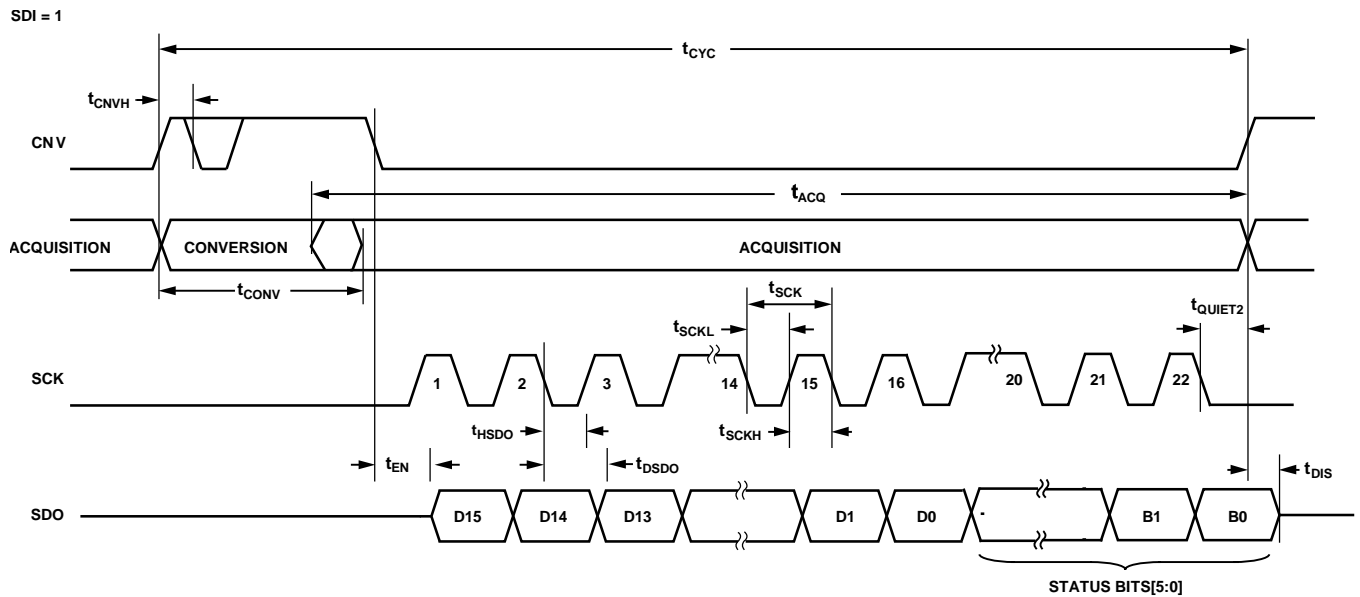 SDI = 1
tCYC
tCNVH
CNV
tACQ
ACQUISITION
CONVERSION
ACQUISITION
tCONV
tSCK
tSCKL
tQUIET2
SCK
1
2
3
14
15
16
20
21
22
tHSDO
tSCKH
tEN
tDSDO
tDIS
SDO
D15
D14
D13
D1
D0
B1
B0
STATUS BITS[5:0]